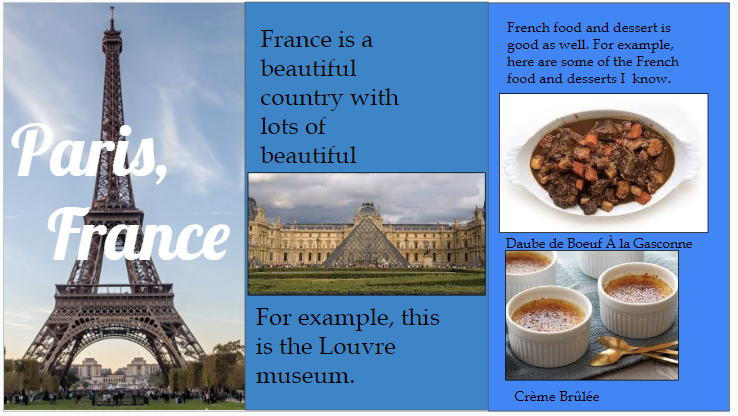 Paris,
France
France is a
beautiful
country with
lots of
beautiful
For example, this
is the Louvre
museum.
French food and dessert is
good as well. For example,
here are some of the French
food and desserts I know.
Daube de Boeuf À la Gasconne
Crème Brûlée